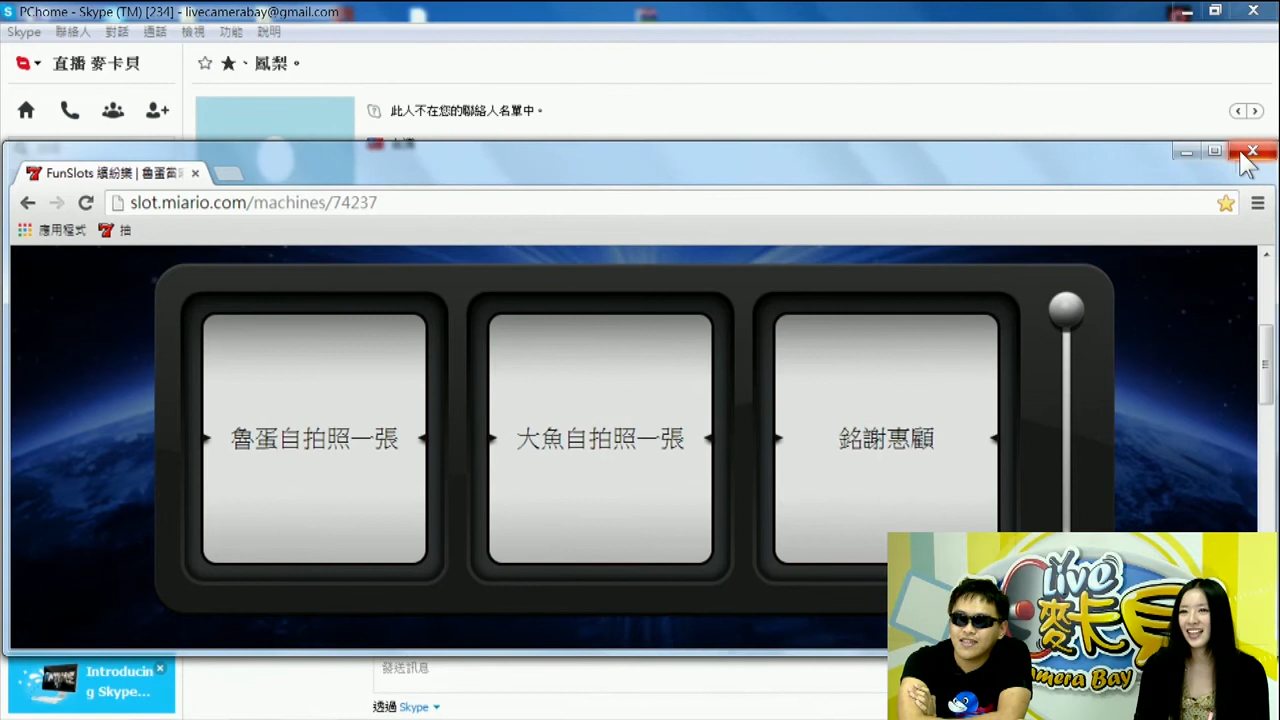 PChome - Skype (TM) [234] - livecamerabay@gmail.com
Skype 聯絡人 對話 通話 檢視 功能 說明
直播 麥卡貝
☆ ★、鳳梨。
此人不在您的聯絡人名單中。
台灣
FunSlots 繽紛樂 | 魯蛋當
slot.miario.com/machines/74237
應用程式 抽
魯蛋自拍照一張
大魚自拍照一張
銘謝惠顧
Live
麥卡貝
Camera Bay
Introducin
g Skype...
發送訊息
透過 Skype